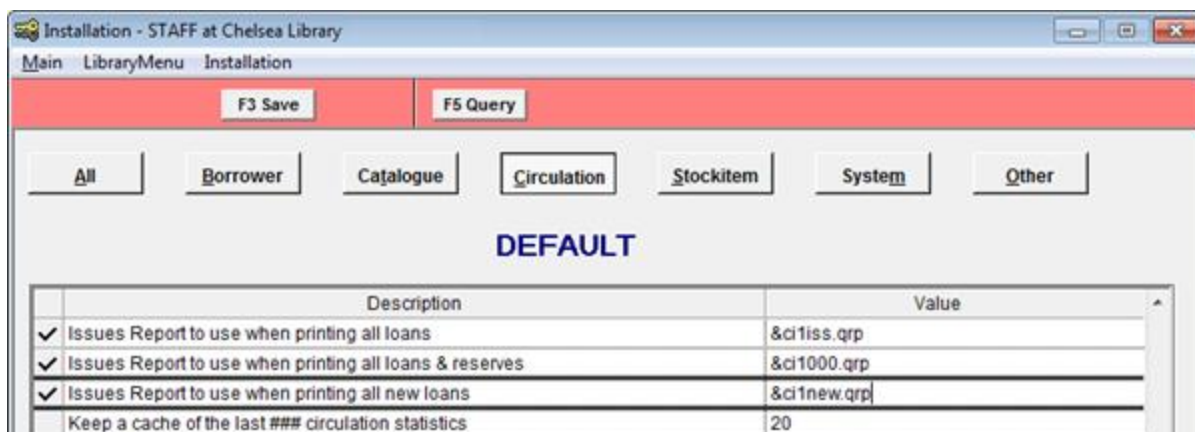 Installation - STAFF at Chelsea Library
Main LibraryMenu Installation
F3 Save F5 Query
All Borrower Catalogue Circulation Stockitem System Other
DEFAULT
Description Value
Issues Report to use when printing all loans &ci1iss.qrp
Issues Report to use when printing all loans & reserves &ci1000.qrp
Issues Report to use when printing all new loans &ci1new.qrp
Keep a cache of the last ### circulation statistics 20